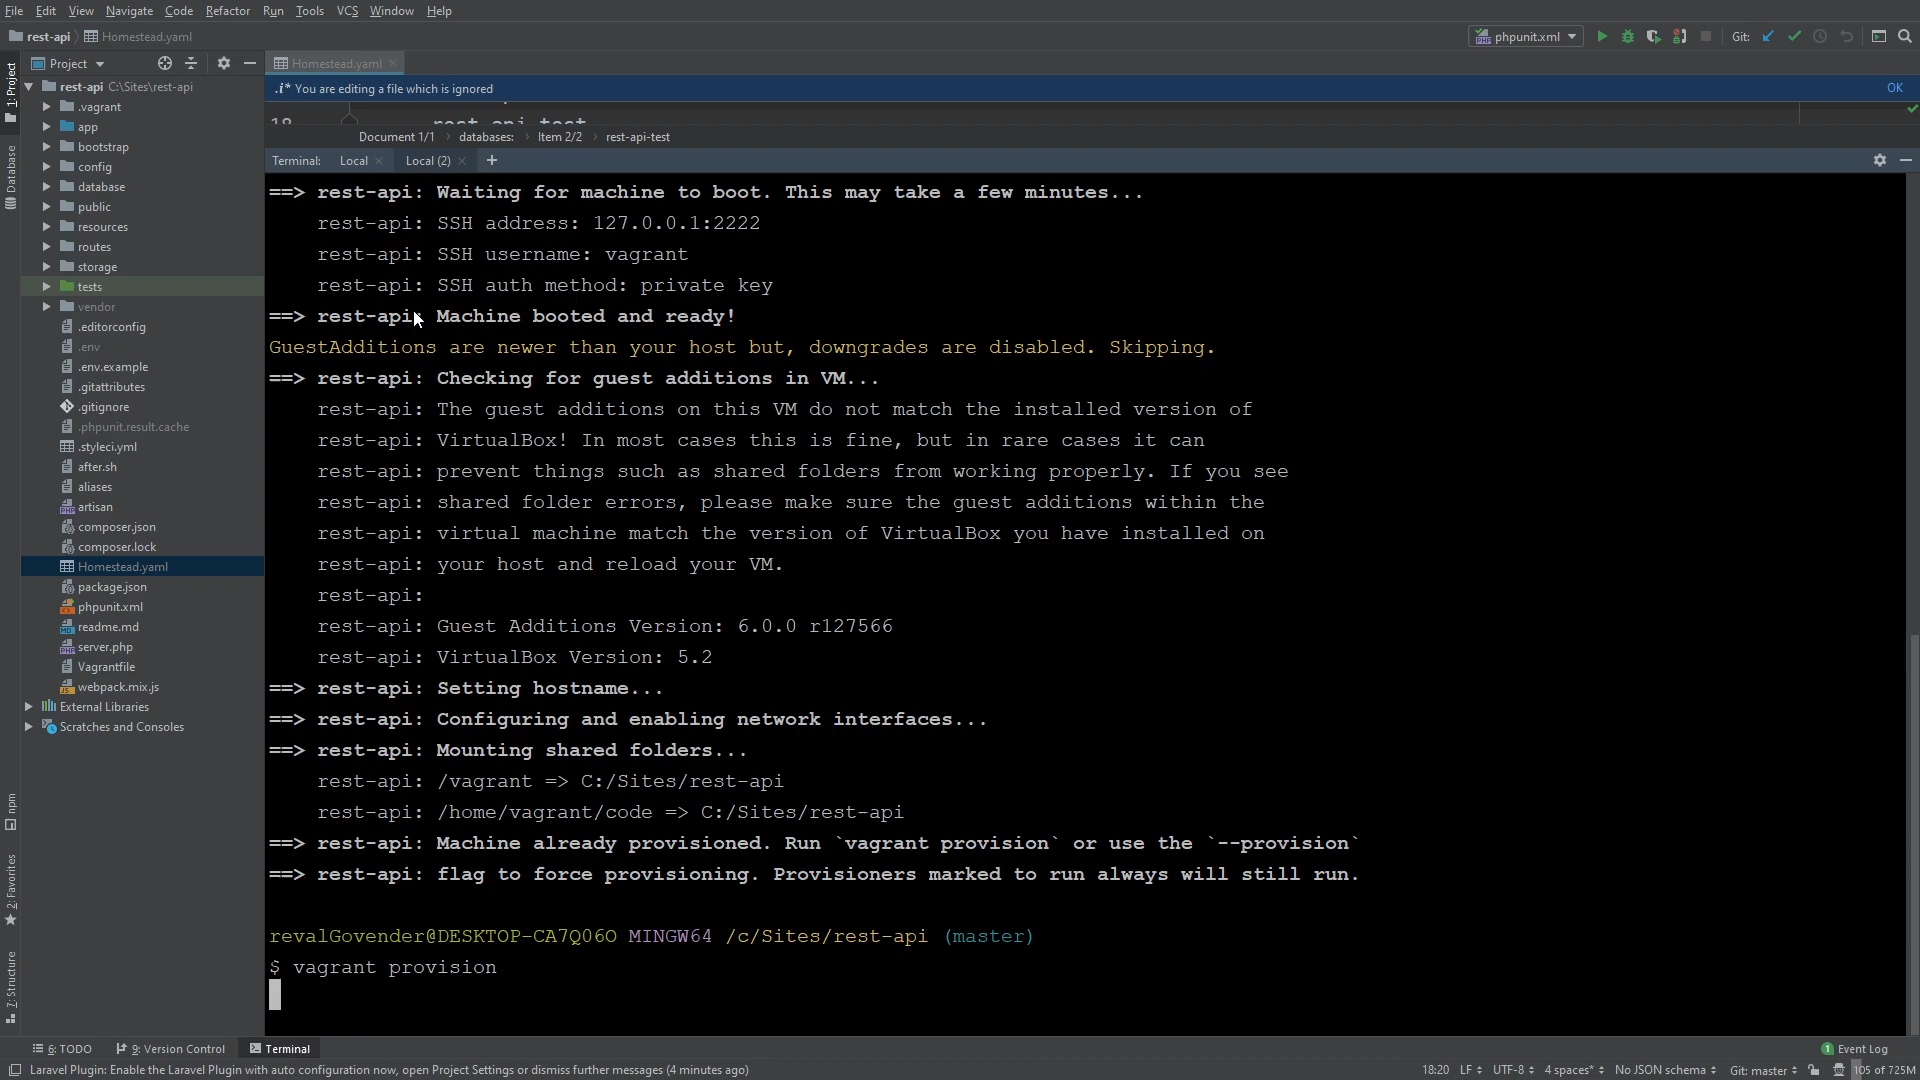 File Edit View Navigate Code Refactor Run Tools VCS Window Help
rest-api Homestead.yaml
phpunit.xml Git:
1: Project
Project
Homestead.yaml
rest-api C:\Sites\rest-api
.i* You are editing a file which is ignored OK
.vagrant
app
18 rest-api-test
bootstrap
Document 1/1 databases: Item 2/2 rest-api-test
config
Terminal: Local Local (2)
database
public
resources
routes
storage
tests
vendor
.editorconfig
.env
.env.example
.gitattributes
.gitignore
.phpunit.result.cache
.styleci.yml
after.sh
aliases
artisan
composer.json
composer.lock
Homestead.yaml
package.json
phpunit.xml
readme.md
server.php
Vagrantfile
webpack.mix.js
External Libraries
Scratches and Consoles
Database
npm
2: Favorites
7: Structure
==> rest-api: Waiting for machine to boot. This may take a few minutes...
rest-api: SSH address: 127.0.0.1:2222
rest-api: SSH username: vagrant
rest-api: SSH auth method: private key
==> rest-api: Machine booted and ready!
GuestAdditions are newer than your host but, downgrades are disabled. Skipping.
==> rest-api: Checking for guest additions in VM...
rest-api: The guest additions on this VM do not match the installed version of
rest-api: VirtualBox! In most cases this is fine, but in rare cases it can
rest-api: prevent things such as shared folders from working properly. If you see
rest-api: shared folder errors, please make sure the guest additions within the
rest-api: virtual machine match the version of VirtualBox you have installed on
rest-api: your host and reload your VM.
rest-api:
rest-api: Guest Additions Version: 6.0.0 r127566
rest-api: VirtualBox Version: 5.2
==> rest-api: Setting hostname...
==> rest-api: Configuring and enabling network interfaces...
==> rest-api: Mounting shared folders...
rest-api: /vagrant => C:/Sites/rest-api
rest-api: /home/vagrant/code => C:/Sites/rest-api
==> rest-api: Machine already provisioned. Run `vagrant provision` or use the `--provision`
==> rest-api: flag to force provisioning. Provisioners marked to run always will still run.
revalGovender@DESKTOP-CA7Q06O MINGW64 /c/Sites/rest-api (master)
$ vagrant provision
6: TODO 9: Version Control Terminal 1 Event Log
Laravel Plugin: Enable the Laravel Plugin with auto configuration now, open Project Settings or dismiss further messages (4 minutes ago) 18:20 LF UTF-8 4 spaces* No JSON schema Git: master 105 of 725M